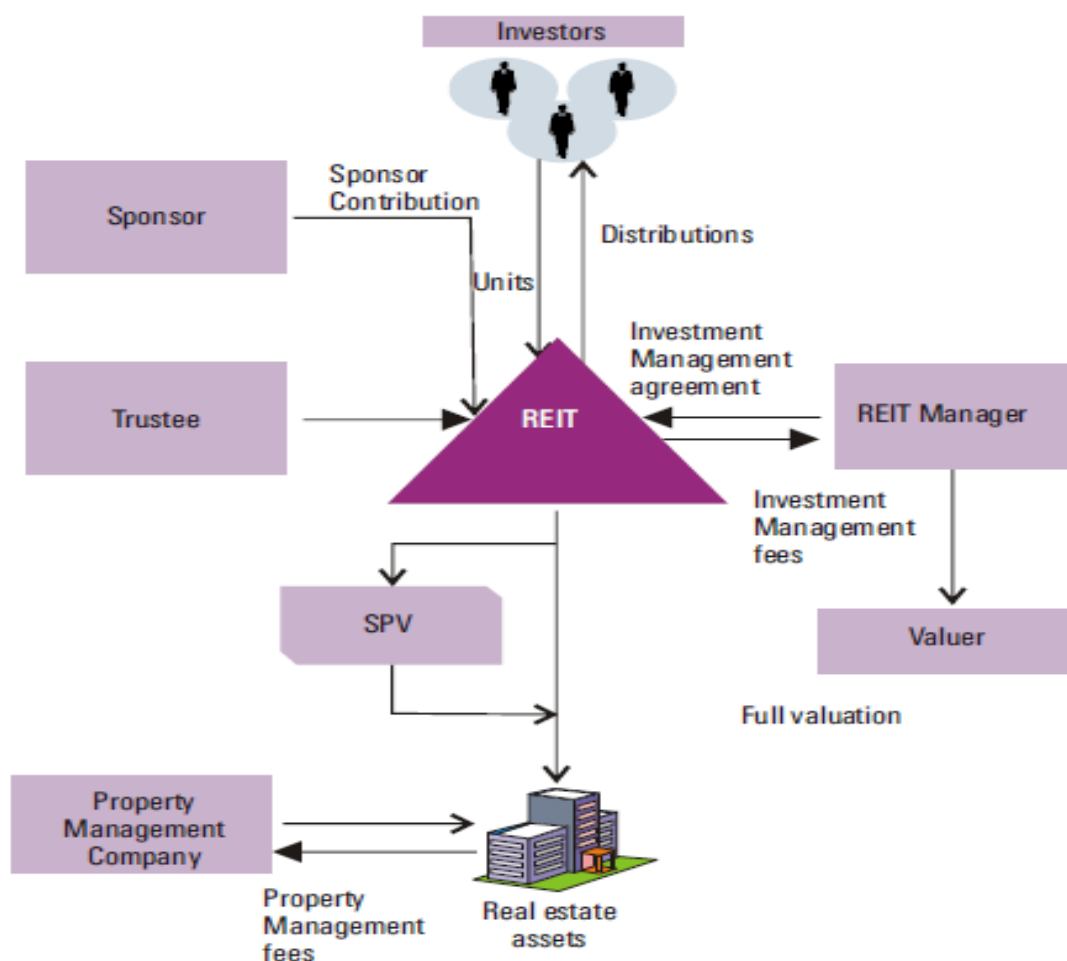 Investors
Sponsor
Contribution
Sponsor
Distributions
Units
Investment
Management
agreement
Trustee
REIT
REIT Manager
Investment
Management
fees
SPV
Valuer
Full valuation
Property
Management
Company
Property
Management
fees
Real estate
assets